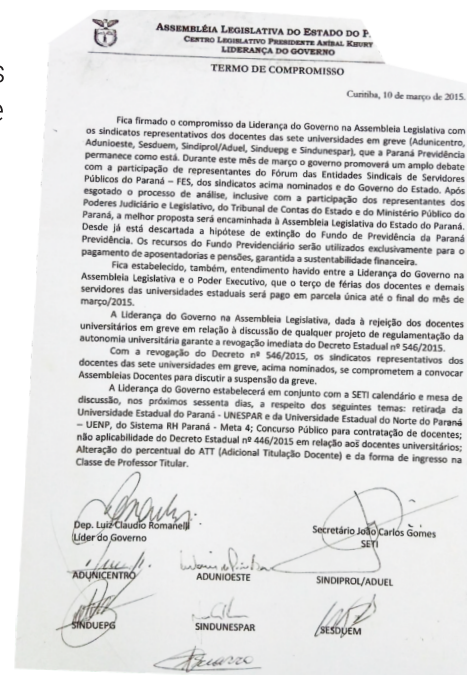 s
e
ASSEMBLÉIA LEGISLATIVA DO ESTADO DO P.
CENTRO LEGISLATIVO PRESIDENTE ANÍBAL KHURY
LIDERANÇA DO GOVERNO
TERMO DE COMPROMISSO
Curitiba, 10 de março de 2015.
Fica firmado o compromisso da Liderança do Governo na Assembleia Legislativa com
os sindicatos representativos dos docentes das sete universidades em greve (Adunicentro,
Adunioeste, Sesduem, Sindiprol/Aduel, Sinduepg e Sindunespar), que a Paraná Previdência
permanece como está. Durante este mês de março o governo promoverá um amplo debate
com a participação de representantes do Fórum das Entidades Sindicais de Servidores
Públicos do Paraná – FES, dos sindicatos acima nominados e do Governo do Estado. Após
esgotado o processo de análise, inclusive com a participação dos representantes dos
Poderes Judiciário e Legislativo, do Tribunal de Contas do Estado e do Ministério Público do
Paraná, a melhor proposta será encaminhada à Assembleia Legislativa do Estado do Paraná.
Desde já está descartada a hipótese de extinção do Fundo de Previdência da Paraná
Previdência. Os recursos do Fundo Previdenciário serão utilizados exclusivamente para o
pagamento de aposentadorias e pensões, garantida a sustentabilidade financeira.
Fica estabelecido, também, entendimento havido entre a Liderança do Governo na
Assembleia Legislativa e o Poder Executivo, que o terço de férias dos docentes e demais
servidores das universidades estaduais será pago em parcela única até o final do mês de
março/2015.
A Liderança do Governo na Assembleia Legislativa, dada à rejeição dos docentes
universitários em greve em relação à discussão de qualquer projeto de regulamentação da
autonomia universitária garante a revogação imediata do Decreto Estadual nº 546/2015.
Com a revogação do Decreto nº 546/2015, os sindicatos representativos dos
docentes das sete universidades em greve, acima nominados, se comprometem a convocar
Assembleias Docentes para discutir a suspensão da greve.
A Liderança do Governo estabelecerá em conjunto com a SETI calendário e mesa de
discussão, nos próximos sessenta dias, a respeito dos seguintes temas: retirada da
Universidade Estadual do Paraná - UNESPAR e da Universidade Estadual do Norte do Paraná
– UENP, do Sistema RH Paraná - Meta 4; Concurso Público para contratação de docentes;
não aplicabilidade do Decreto Estadual nº 446/2015 em relação aos docentes universitários;
Alteração do percentual do ATT (Adicional Titulação Docente) e da forma de ingresso na
Classe de Professor Titular.
Dep. Luiz Claudio Romanelli
Líder do Governo
Secretário João Carlos Gomes
SETI
ADUNICENTRO
ADUNIOESTE
SINDIPROL/ADUEL
SINDUEPG
SINDUNESPAR
SESDUEM